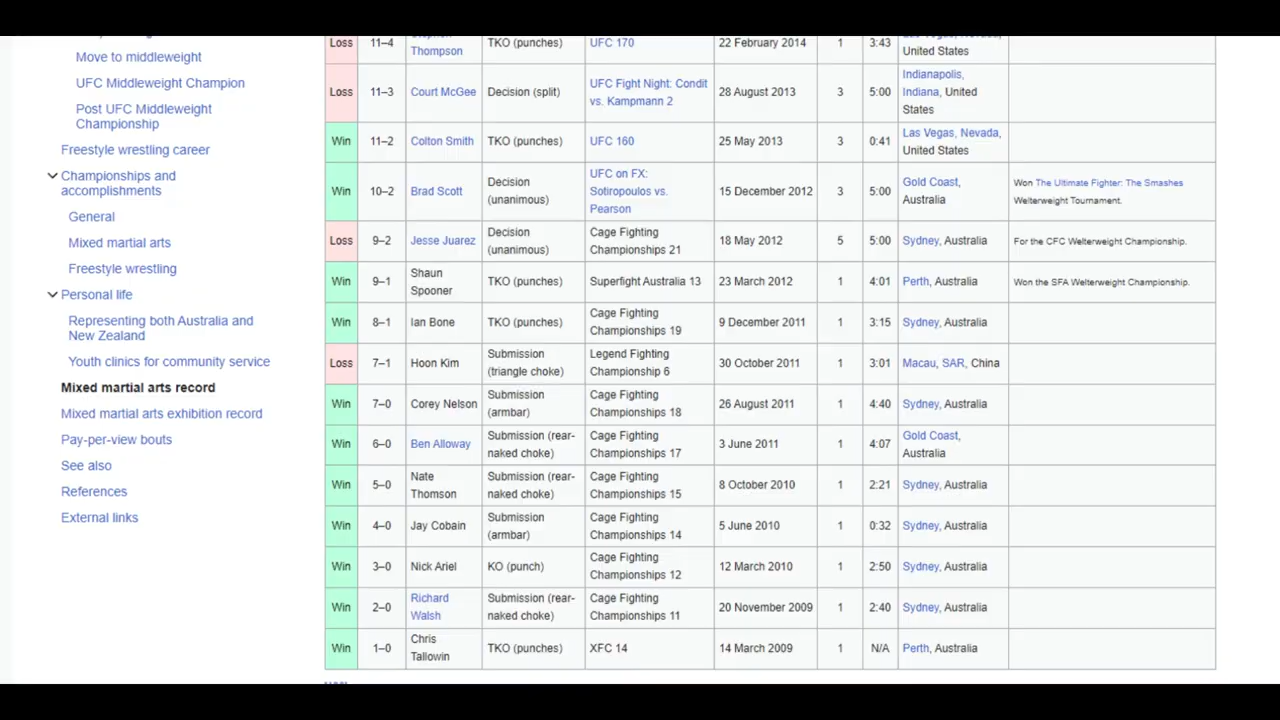 Move to middleweight
UFC Middleweight Champion
Post UFC Middleweight
Championship
Freestyle wrestling career
Championships and
accomplishments
General
Mixed martial arts
Freestyle wrestling
Personal life
Representing both Australia and
New Zealand
Youth clinics for community service
Mixed martial arts record
Mixed martial arts exhibition record
Pay-per-view bouts
See also
References
External links
Loss 11–4 Thompson TKO (punches) UFC 170 22 February 2014 1 3:43 United States
Loss 11–3 Court McGee Decision (split) UFC Fight Night: Condit
vs. Kampmann 2 28 August 2013 3 5:00 Indianapolis,
Indiana, United
States
Win 11–2 Colton Smith TKO (punches) UFC 160 25 May 2013 3 0:41 Las Vegas, Nevada,
United States
Win 10–2 Brad Scott Decision
(unanimous) UFC on FX:
Sotiropoulos vs.
Pearson 15 December 2012 3 5:00 Gold Coast,
Australia Won The Ultimate Fighter: The Smashes
Welterweight Tournament.
Loss 9–2 Jesse Juarez Decision
(unanimous) Cage Fighting
Championships 21 18 May 2012 5 5:00 Sydney, Australia For the CFC Welterweight Championship.
Win 9–1 Shaun
Spooner TKO (punches) Superfight Australia 13 23 March 2012 1 4:01 Perth, Australia Won the SFA Welterweight Championship.
Win 8–1 Ian Bone TKO (punches) Cage Fighting
Championships 19 9 December 2011 1 3:15 Sydney, Australia
Loss 7–1 Hoon Kim Submission
(triangle choke) Legend Fighting
Championship 6 30 October 2011 1 3:01 Macau, SAR, China
Win 7–0 Corey Nelson Submission
(armbar) Cage Fighting
Championships 18 26 August 2011 1 4:40 Sydney, Australia
Win 6–0 Ben Alloway Submission (rear-
naked choke) Cage Fighting
Championships 17 3 June 2011 1 4:07 Gold Coast,
Australia
Win 5–0 Nate
Thomson Submission (rear-
naked choke) Cage Fighting
Championships 15 8 October 2010 1 2:21 Sydney, Australia
Win 4–0 Jay Cobain Submission
(armbar) Cage Fighting
Championships 14 5 June 2010 1 0:32 Sydney, Australia
Win 3–0 Nick Ariel KO (punch) Cage Fighting
Championships 12 12 March 2010 1 2:50 Sydney, Australia
Win 2–0 Richard
Walsh Submission (rear-
naked choke) Cage Fighting
Championships 11 20 November 2009 1 2:40 Sydney, Australia
Win 1–0 Chris
Tallowin TKO (punches) XFC 14 14 March 2009 1 N/A Perth, Australia